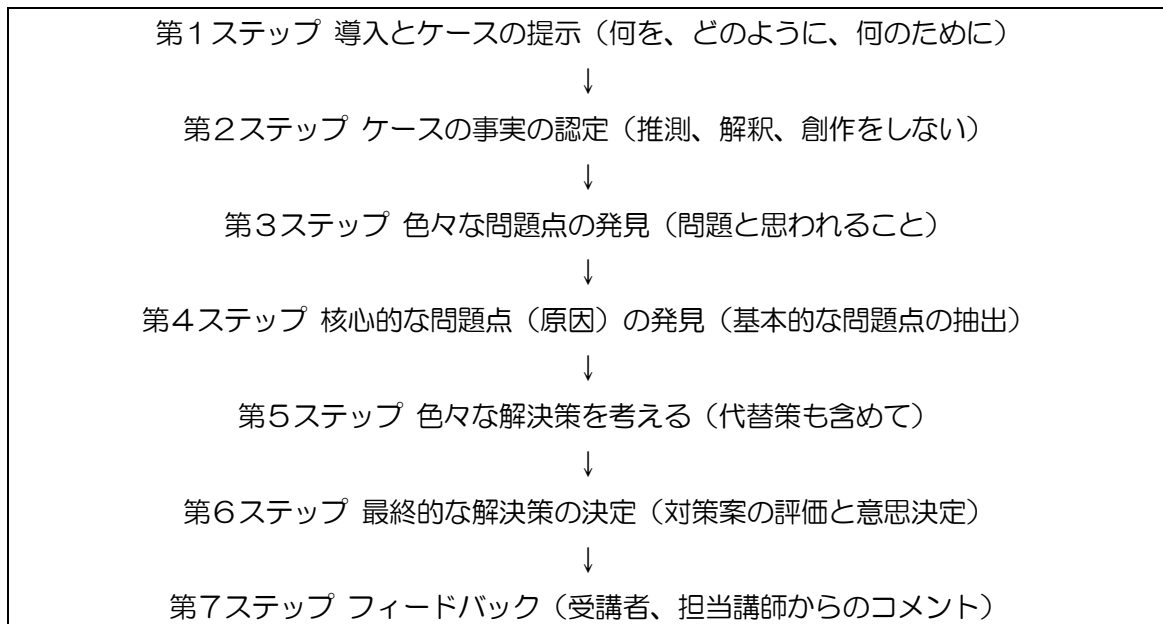 第1ステップ 導入とケースの提示（何を、どのように、何のために）
↓
第2ステップ ケースの事実の認定（推測、解釈、創作をしない）
↓
第3ステップ 色々な問題点の発見（問題と思われること）
↓
第4ステップ 核心的な問題点（原因）の発見（基本的な問題点の抽出）
↓
第5ステップ 色々な解決策を考える（代替策も含めて）
↓
第6ステップ 最終的な解決策の決定（対策案の評価と意思決定）
↓
第7ステップ フィードバック（受講者、担当講師からのコメント）